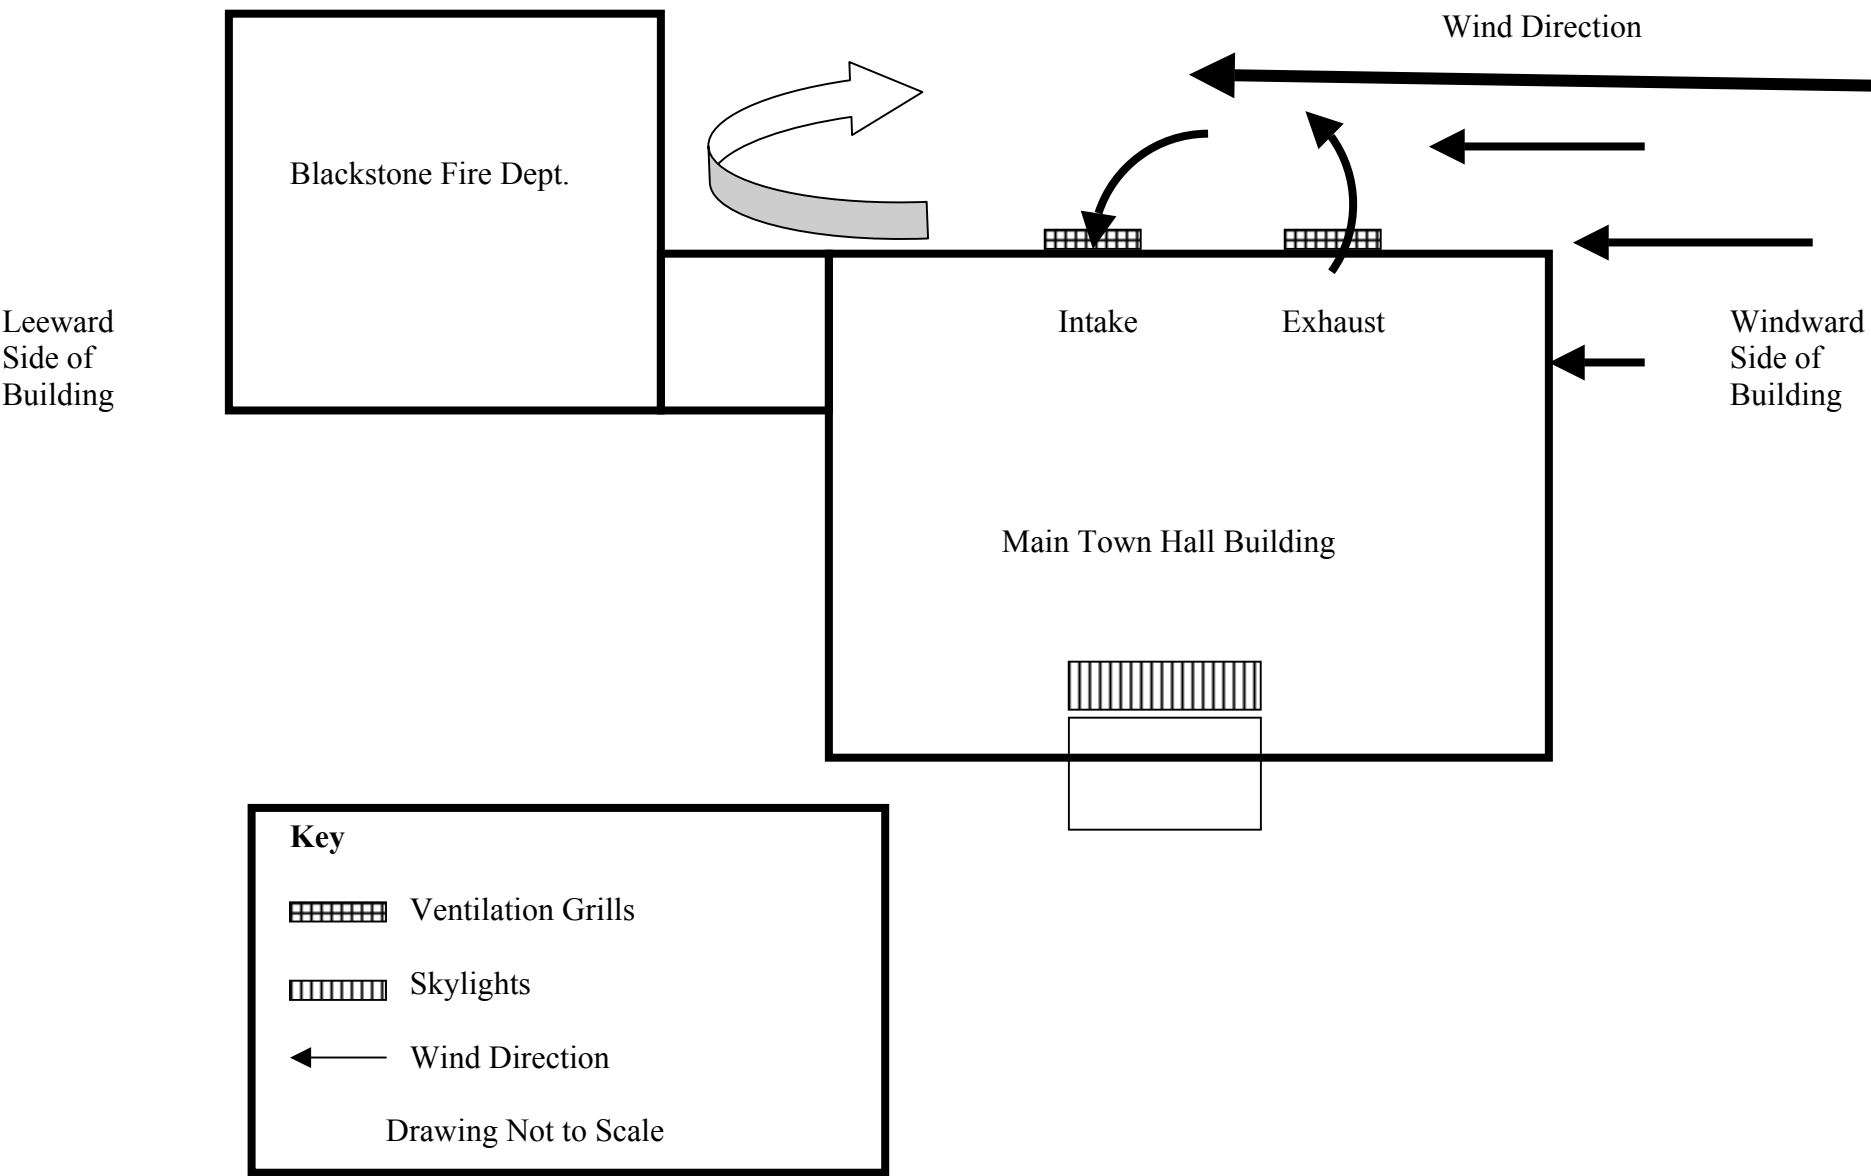 Wind Direction
Blackstone Fire Dept.
Leeward
Side of
Building
Intake
Exhaust
Windward
Side of
Building
Main Town Hall Building
Key
Ventilation Grills
Skylights
Wind Direction
Drawing Not to Scale